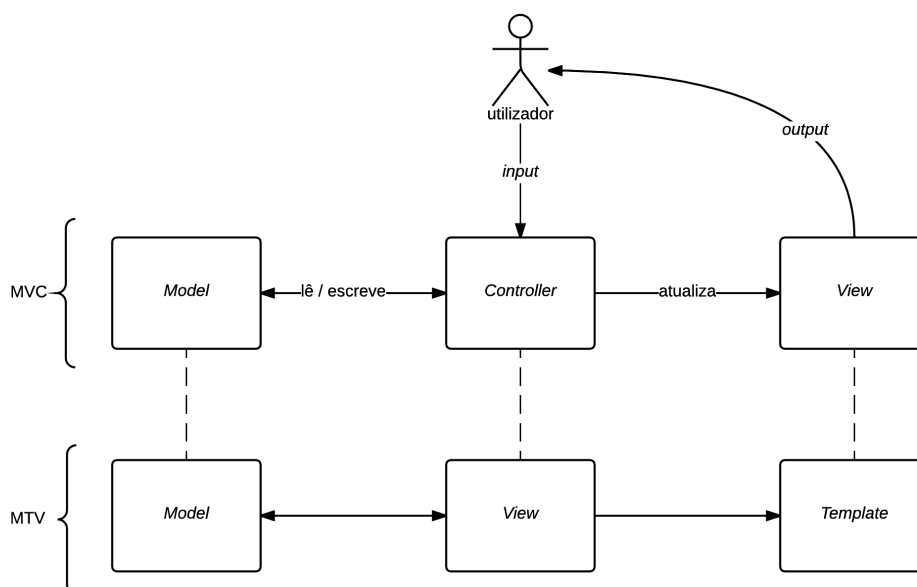 utilizador
output
input
MVC
Model
lê / escreve
Controller
atualiza
View
MTV
Model
View
Template